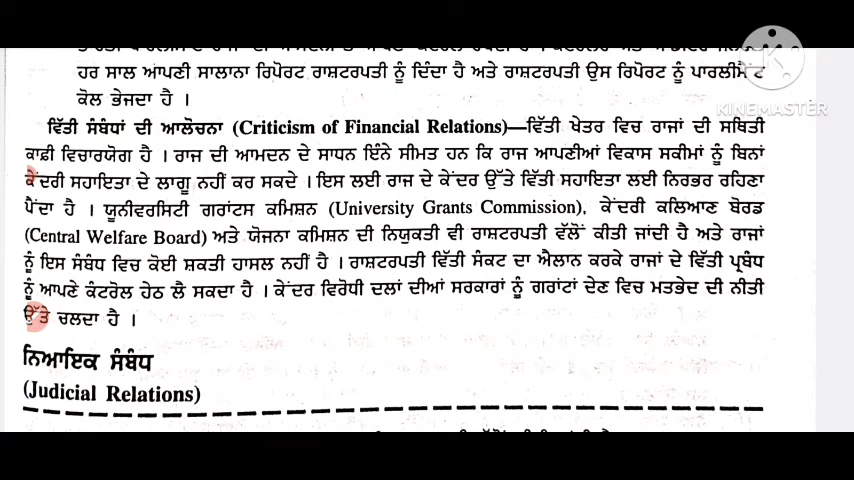 ਹਰ ਸਾਲ ਆਪਣੀ ਸਾਲਾਨਾ ਰਿਪੋਰਟ ਰਾਸ਼ਟਰਪਤੀ ਨੂੰ ਦਿੰਦਾ ਹੈ ਅਤੇ ਰਾਸ਼ਟਰਪਤੀ ਉਸ ਰਿਪੋਰਟ ਨੂੰ ਪਾਰਲੀਮੈਂਟ
ਕੋਲ ਭੇਜਦਾ ਹੈ ।
KINEMASTER
ਵਿੱਤੀ ਸੰਬੰਧਾਂ ਦੀ ਆਲੋਚਨਾ (Criticism of Financial Relations)—ਵਿੱਤੀ ਖੇਤਰ ਵਿਚ ਰਾਜਾਂ ਦੀ ਸਥਿਤੀ
ਕਾਫ਼ੀ ਵਿਚਾਰਯੋਗ ਹੈ । ਰਾਜ ਦੀ ਆਮਦਨ ਦੇ ਸਾਧਨ ਇੰਨੇ ਸੀਮਤ ਹਨ ਕਿ ਰਾਜ ਆਪਣੀਆਂ ਵਿਕਾਸ ਸਕੀਮਾਂ ਨੂੰ ਬਿਨਾਂ
ਕੇਂਦਰੀ ਸਹਾਇਤਾ ਦੇ ਲਾਗੂ ਨਹੀਂ ਕਰ ਸਕਦੇ । ਇਸ ਲਈ ਰਾਜ ਦੇ ਕੇਂਦਰ ਉੱਤੇ ਵਿੱਤੀ ਸਹਾਇਤਾ ਲਈ ਨਿਰਭਰ ਰਹਿਣਾ
ਪੈਂਦਾ ਹੈ । ਯੂਨੀਵਰਸਿਟੀ ਗਰਾਂਟਸ ਕਮਿਸ਼ਨ (University Grants Commission), ਕੇਂਦਰੀ ਕਲਿਆਣ ਬੋਰਡ
(Central Welfare Board) ਅਤੇ ਯੋਜਨਾ ਕਮਿਸ਼ਨ ਦੀ ਨਿਯੁਕਤੀ ਵੀ ਰਾਸ਼ਟਰਪਤੀ ਵੱਲੋਂ ਕੀਤੀ ਜਾਂਦੀ ਹੈ ਅਤੇ ਰਾਜਾਂ
ਨੂੰ ਇਸ ਸੰਬੰਧ ਵਿਚ ਕੋਈ ਸ਼ਕਤੀ ਹਾਸਲ ਨਹੀਂ ਹੈ । ਰਾਸ਼ਟਰਪਤੀ ਵਿੱਤੀ ਸੰਕਟ ਦਾ ਐਲਾਨ ਕਰਕੇ ਰਾਜਾਂ ਦੇ ਵਿੱਤੀ ਪ੍ਰਬੰਧ
ਨੂੰ ਆਪਣੇ ਕੰਟਰੋਲ ਹੇਠ ਲੈ ਸਕਦਾ ਹੈ । ਕੇਂਦਰ ਵਿਰੋਧੀ ਦਲਾਂ ਦੀਆਂ ਸਰਕਾਰਾਂ ਨੂੰ ਗਰਾਂਟਾਂ ਦੇਣ ਵਿਚ ਮਤਭੇਦ ਦੀ ਨੀਤੀ
ਉੱਤੇ ਚਲਦਾ ਹੈ ।
ਨਿਆਇਕ ਸੰਬੰਧ
(Judicial Relations)